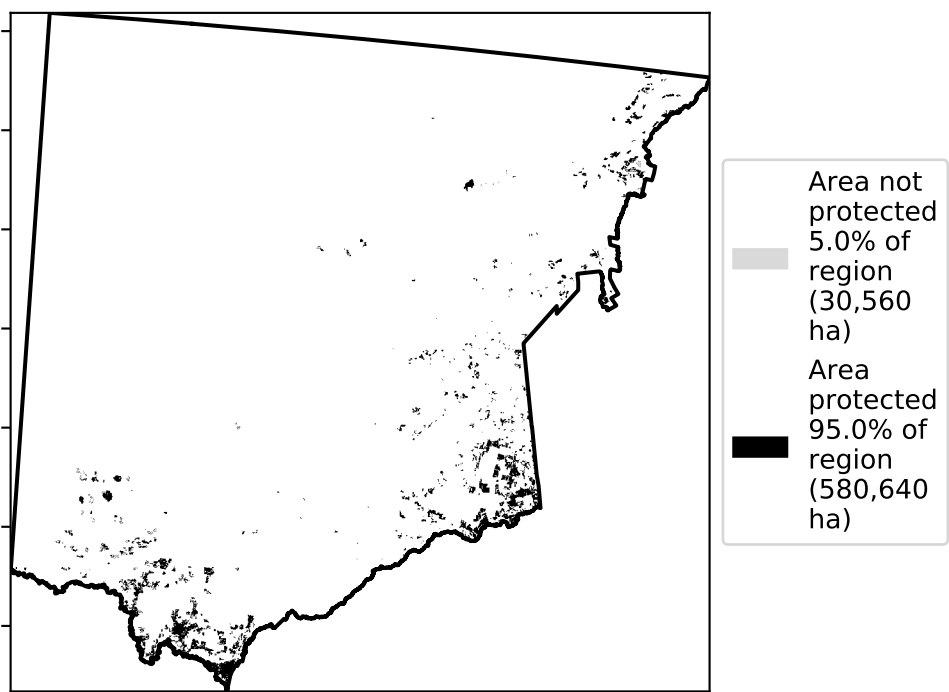 Area not
protected
5.0% of
region
(30,560
ha)
Area
protected
95.0% of
region
(580,640
ha)